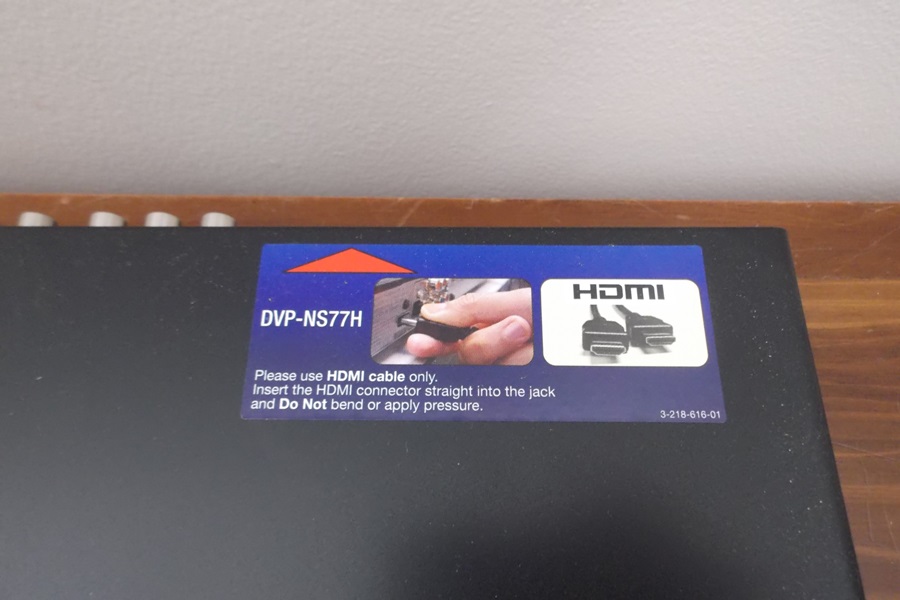 HDMI
DVP-NS77H
Please use HDMI cable only.
Insert the HDMI connector straight into the jack
and Do Not bend or apply pressure.
3-218-616-01